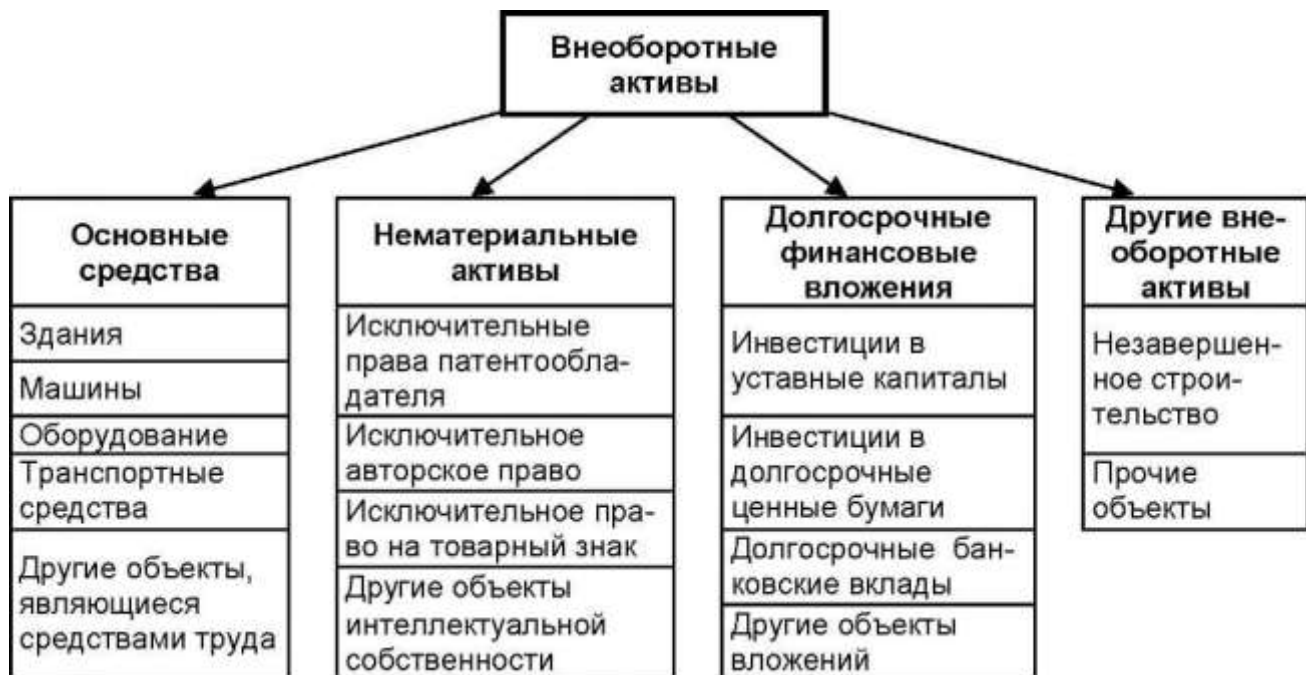 Внеоборотные
активы
Основные
средства
Здания
Машины
Оборудование
Транспортные
средства
Другие объекты,
являющиеся
средствами труда
Нематериальные
активы
Исключительные
права патентообла-
дателя
Исключительное
авторское право
Исключительное пра-
во на товарный знак
Другие объекты
интеллектуальной
собственности
Долгосрочные
финансовые
вложения
Инвестиции в
уставные капиталы
Инвестиции в
долгосрочные
ценные бумаги
Долгосрочные бан-
ковские вклады
Другие объекты
вложений
Другие вне-
оборотные
активы
Незавершен-
ное строи-
тельство
Прочие
объекты